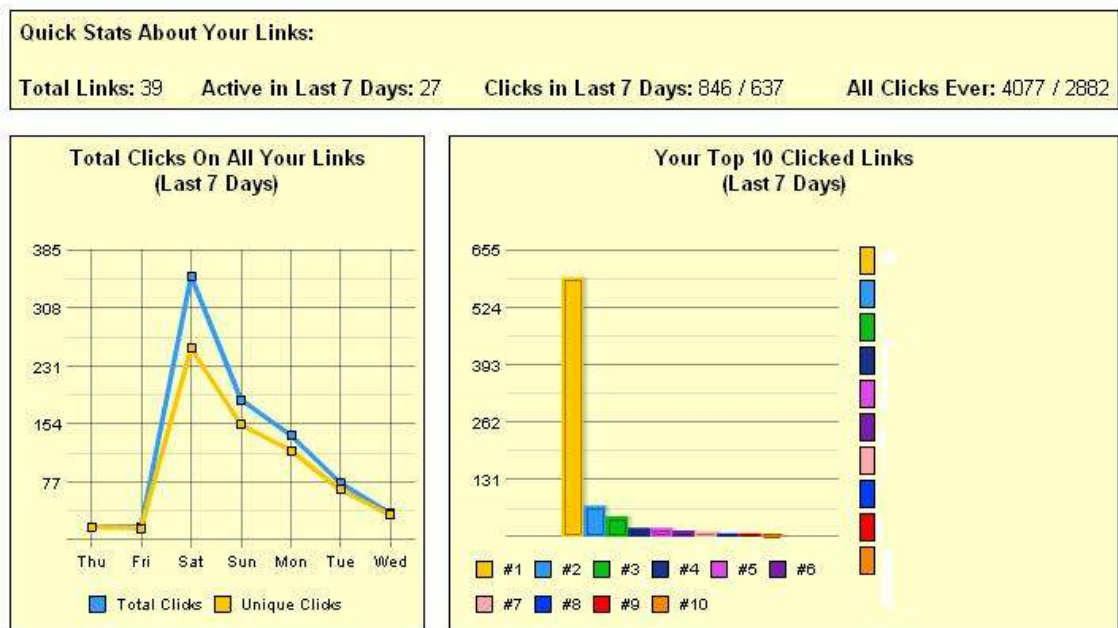 Quick Stats About Your Links:
Total Links: 39 Active in Last 7 Days: 27 Clicks in Last 7 Days: 846 / 637 All Clicks Ever: 4077 / 2882
Total Clicks On All Your Links
(Last 7 Days)
385
308
231
154
77
Thu Fri Sat Sun Mon Tue Wed
Total Clicks Unique Clicks
Your Top 10 Clicked Links
(Last 7 Days)
655
524
393
262
131
#1 #2 #3 #4 #5 #6
#7 #8 #9 #10